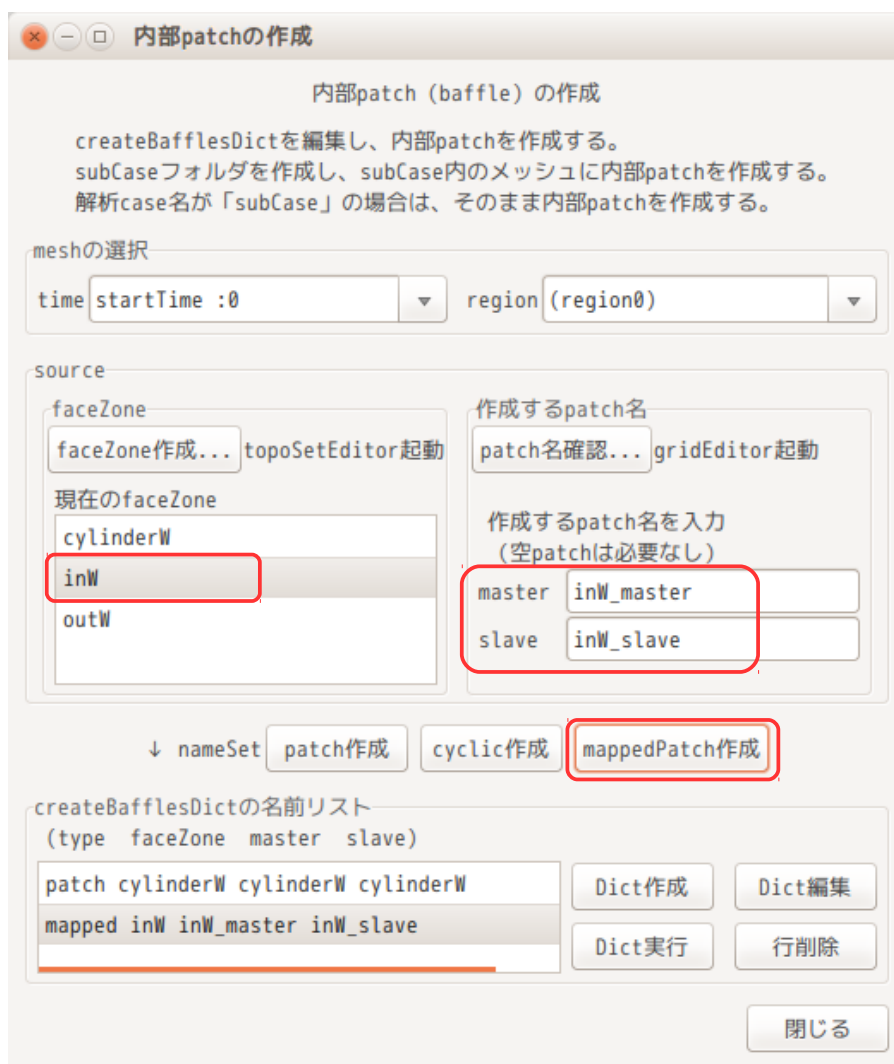 内部patchの作成
内部patch (baffle) の作成
createBafflesDictを編集し、内部patchを作成する。
subCaseフォルダを作成し、subCase内のメッシュに内部patchを作成する。
解析case名が「subCase」の場合は、そのまま内部patchを作成する。
meshの選択
time startTime :0 region (region0)
source
faceZone
faceZone作成... topoSetEditor起動
現在のfaceZone
cylinderW
inW
outW
作成するpatch名
patch名確認... gridEditor起動
作成するpatch名を入力
(空patchは必要なし)
master inW_master
slave inW_slave
↓ nameSet patch作成 cyclic作成 mappedPatch作成
createBafflesDictの名前リスト
(type faceZone master slave)
patch cylinderW cylinderW cylinderW
mapped inW inW_master inW_slave
Dict作成 Dict編集
Dict実行 行削除
閉じる